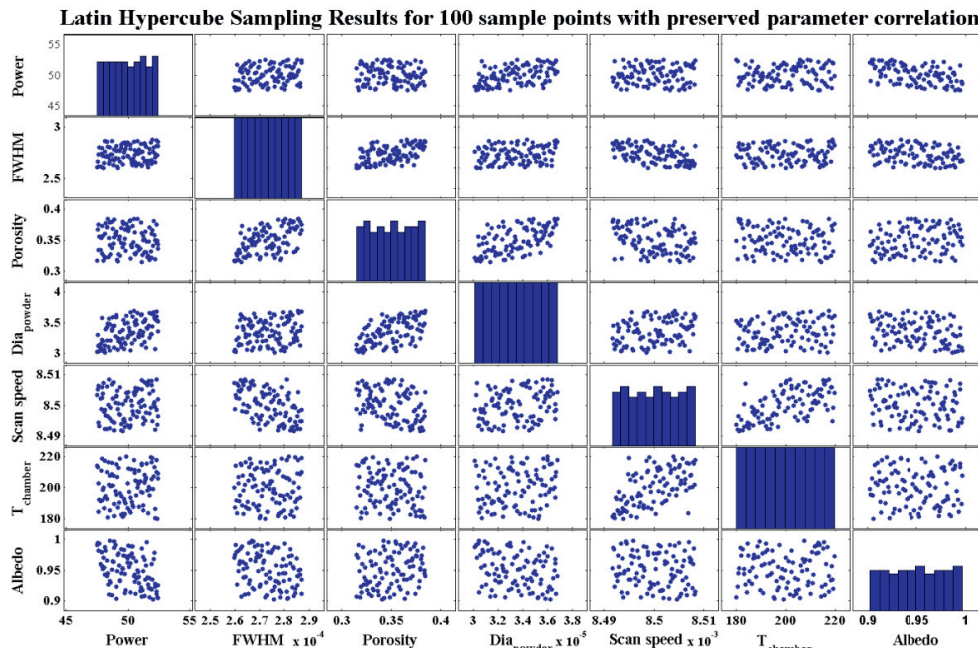 Latin Hypercube Sampling Results for 100 sample points with preserved parameter correlation
Power
55
50
45
FWHM
3
2.5
Porosity
0.4
0.35
0.3
Dia powder
4
3.5
3
Scan speed
8.51
8.5
8.49
T chamber
220
200
180
Albedo
1
0.95
0.9
45 50 55 2.5 2.6 2.7 2.8 2.9 0.3 0.35 0.4 3 3.2 3.4 3.6 3.8 8.49 8.5 8.51 180 200 220 0.9 0.95 1
Power FWHM x 10⁻⁴ Porosity Dia powder x 10⁻⁵ Scan speed x 10⁻³ T chamber Albedo